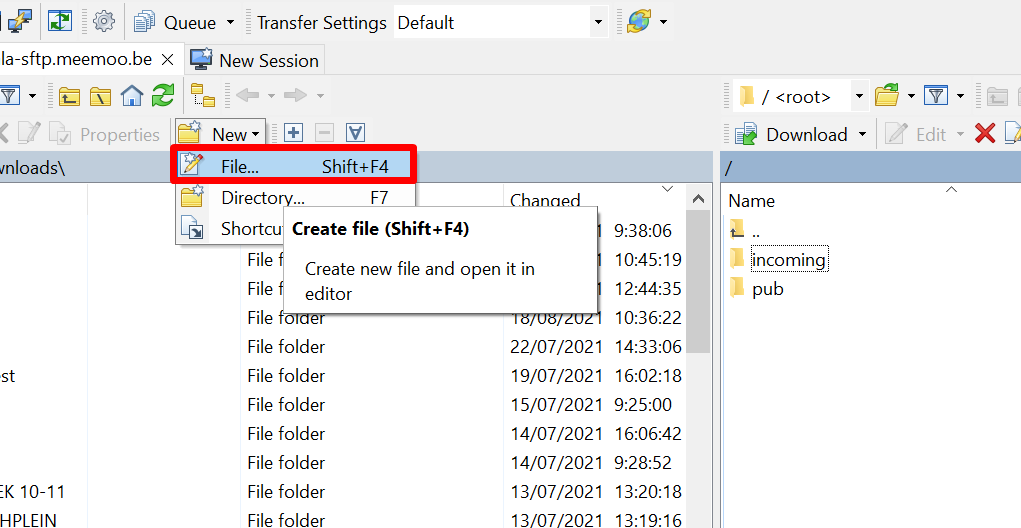 Queue Transfer Settings Default
la-sftp.meemoo.be New Session
/ <root>
Properties New Download Edit
wnloads\ File... Shift+F4 /
Directory... F7 Changed Name
Shortcu Create file (Shift+F4) 9:38:06 ..
File f Create new file and open it in 10:45:19 incoming
File f editor 12:44:35 pub
File folder 18/08/2021 10:36:22
File folder 22/07/2021 14:33:06
est File folder 19/07/2021 16:02:18
File folder 15/07/2021 9:25:00
File folder 14/07/2021 16:06:42
File folder 14/07/2021 9:28:52
EK 10-11 File folder 13/07/2021 13:20:18
HPLEIN File folder 13/07/2021 13:19:16